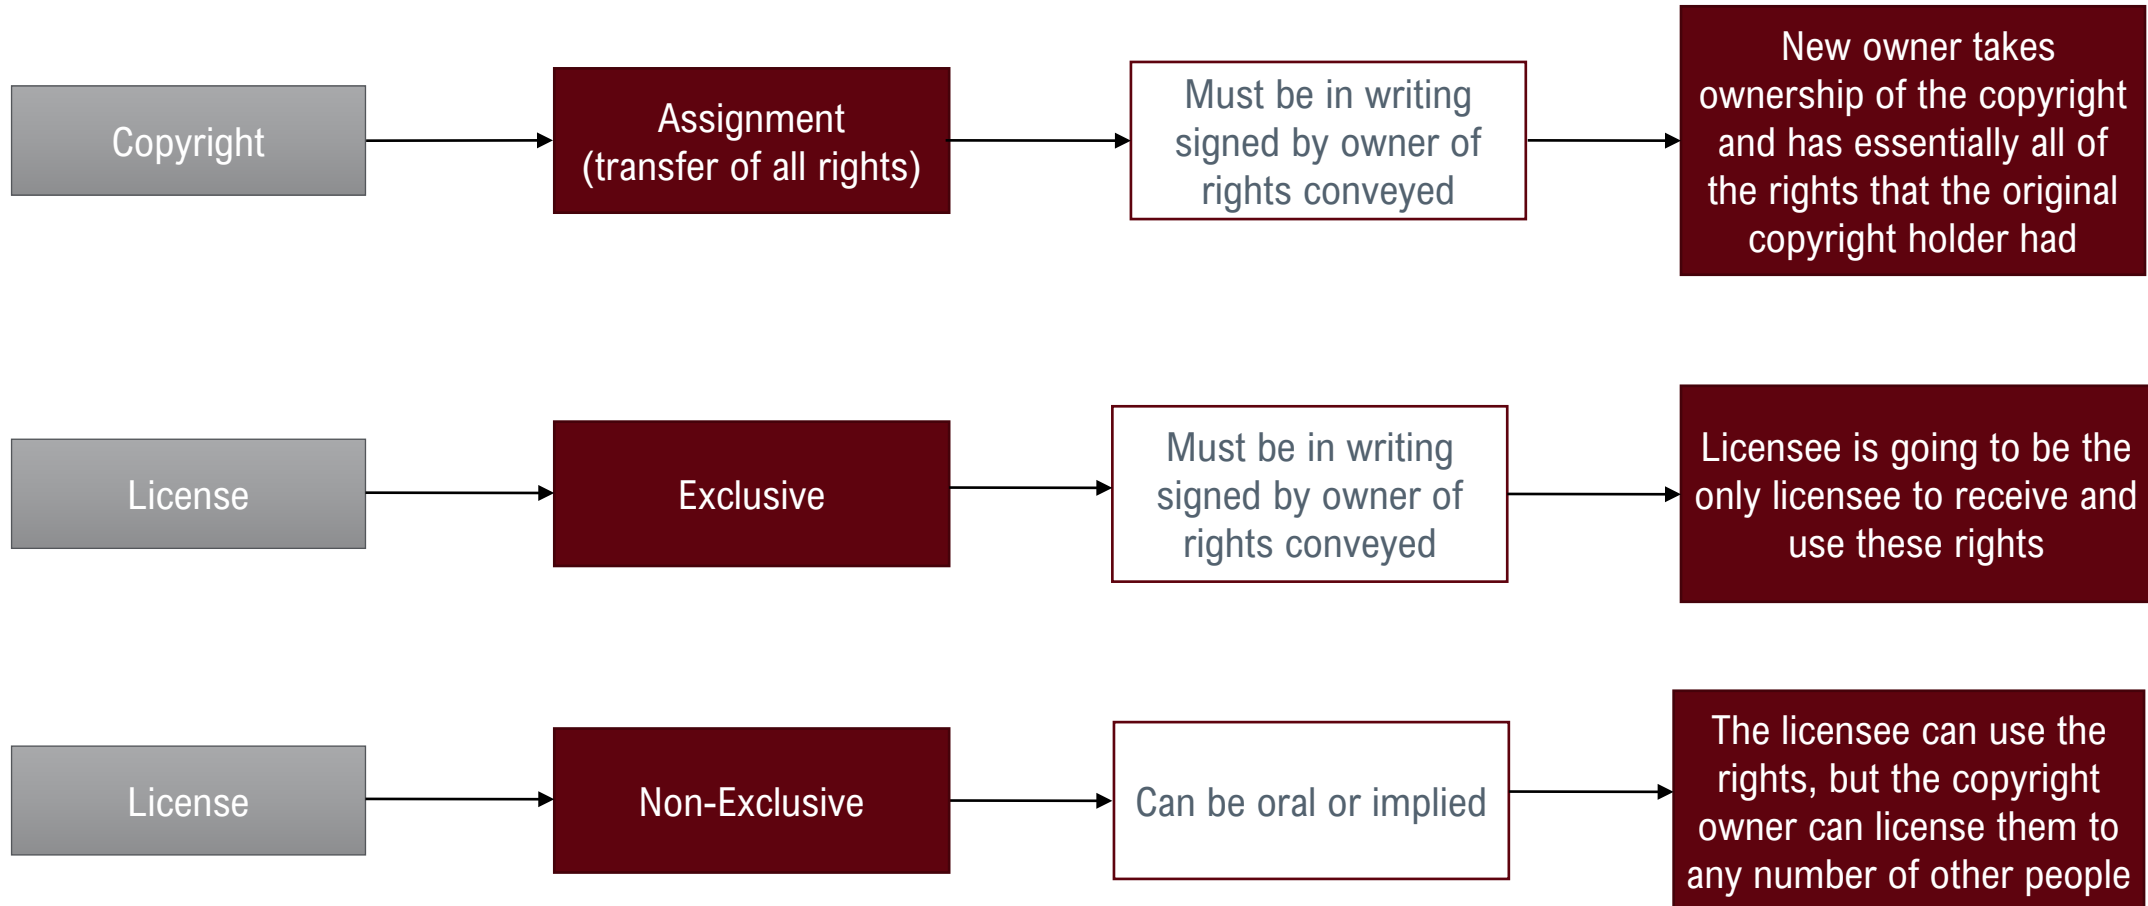 Copyright
Assignment
(transfer of all rights)
Must be in writing
signed by owner of
rights conveyed
New owner takes
ownership of the copyright
and has essentially all of
the rights that the original
copyright holder had
License
Exclusive
Must be in writing
signed by owner of
rights conveyed
Licensee is going to be the
only licensee to receive and
use these rights
License
Non-Exclusive
Can be oral or implied
The licensee can use the
rights, but the copyright
owner can license them to
any number of other people